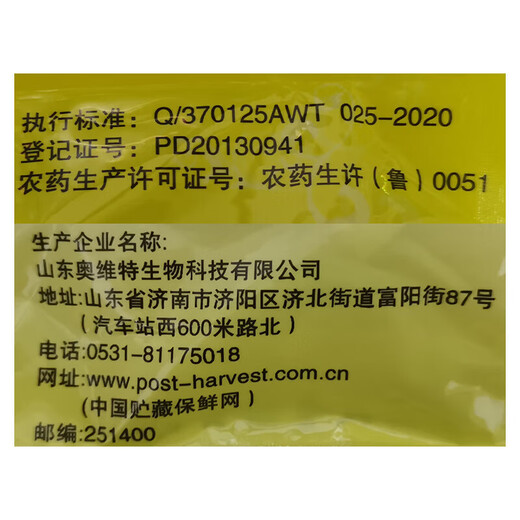 执行标准：Q/370125AWT 025-2020
登记证号：PD20130941
农药生产许可证号：农药生许（鲁）0051
生产企业名称:
山东奥维特生物科技有限公司
地址:山东省济南市济阳区济北街道富阳街87号
（汽车站西600米路北）
电话:0531-81175018
网址:www.post-harvest.com.cn
(中国贮藏保鲜网)
邮编:251400